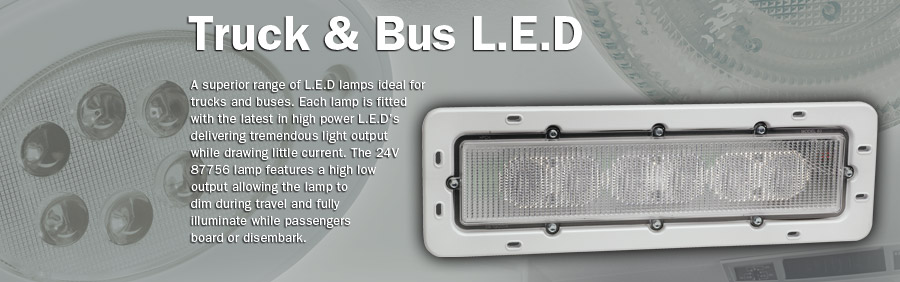 Truck & Bus L.E.D
A superior range of L.E.D lamps ideal for
trucks and buses. Each lamp is fitted
with the latest in high power L.E.D's
delivering tremendous light output
while drawing little current. The 24V
87756 lamp features a high low
output allowing the lamp to
dim during travel and fully
illuminate while passengers
board or disembark.